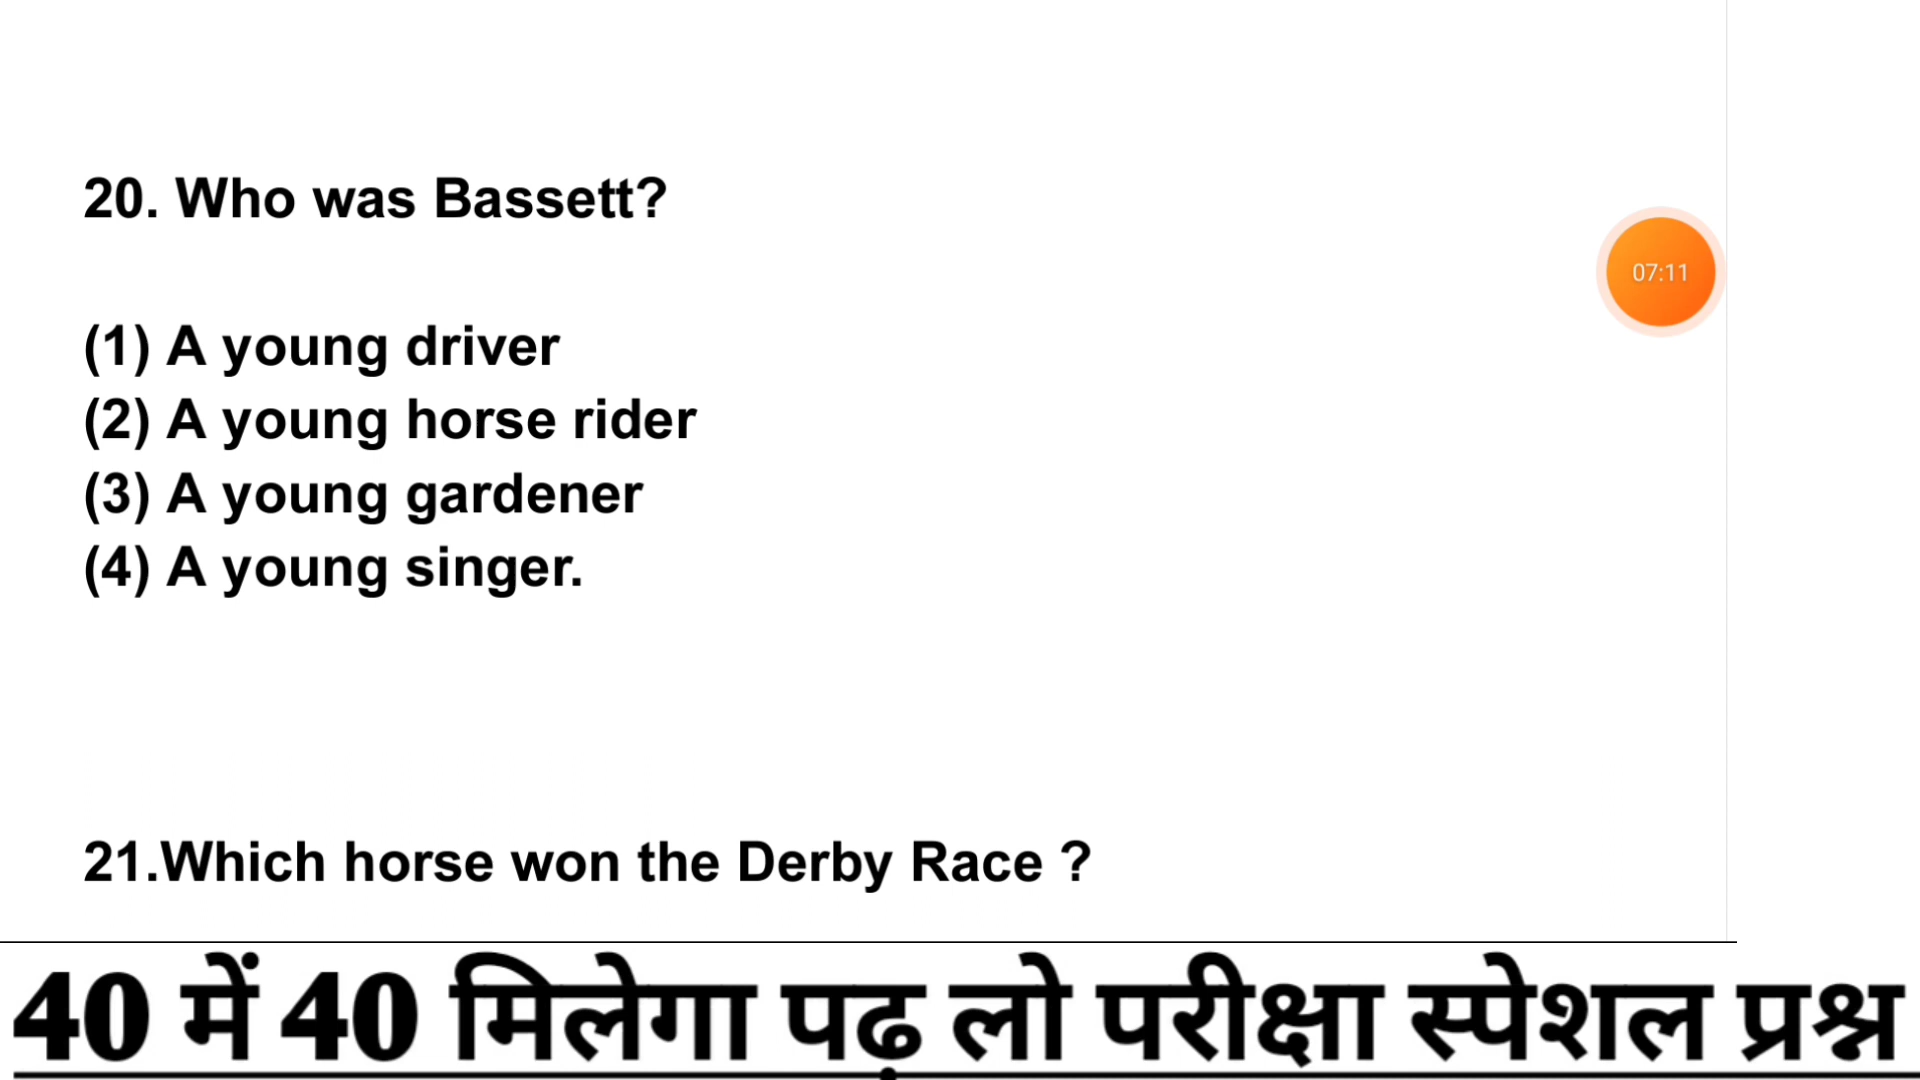 20. Who was Bassett?
07:11
(1) A young driver
(2) A young horse rider
(3) A young gardener
(4) A young singer.
21.Which horse won the Derby Race ?
40 में 40 मिलेगा पढ़ लो परीक्षा स्पेशल प्रश्न